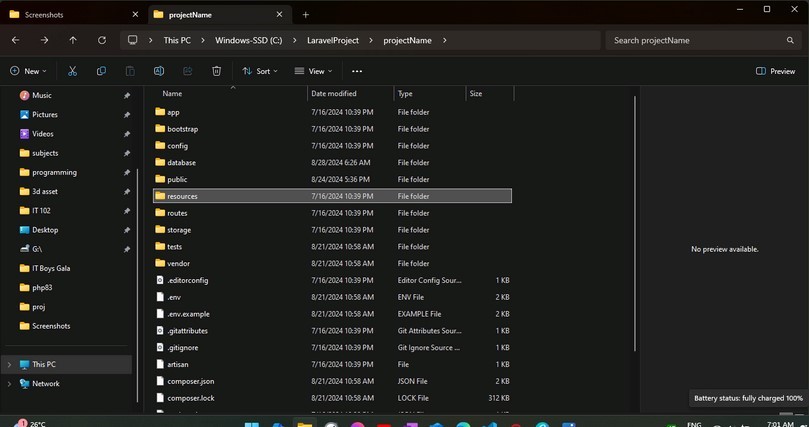 Screenshots
projectName
This PC
Windows-SSD (C:)
LaravelProject
projectName
Search projectName
New
Sort
View
Preview
Music
Pictures
Videos
subjects
programming
3d asset
IT 102
Desktop
G:\
IT Boys Gala
php83
proj
Screenshots
This PC
Network
Name Date modified Type Size
app 7/16/2024 10:39 PM File folder
bootstrap 7/16/2024 10:39 PM File folder
config 7/16/2024 10:39 PM File folder
database 8/28/2024 6:26 AM File folder
public 8/24/2024 5:36 PM File folder
resources 7/16/2024 10:39 PM File folder
routes 7/16/2024 10:39 PM File folder
storage 7/16/2024 10:39 PM File folder
tests 8/21/2024 10:58 AM File folder
vendor 8/21/2024 10:58 AM File folder
.editorconfig 7/16/2024 10:39 PM Editor Config Sour... 1 KB
.env 8/21/2024 10:58 AM ENV File 2 KB
.env.example 8/21/2024 10:58 AM EXAMPLE File 2 KB
.gitattributes 7/16/2024 10:39 PM Git Attributes Sour... 1 KB
.gitignore 7/16/2024 10:39 PM Git Ignore Source ... 1 KB
artisan 7/16/2024 10:39 PM File 1 KB
composer.json 8/21/2024 10:58 AM JSON File 2 KB
composer.lock 8/21/2024 10:58 AM LOCK File 312 KB
No preview available.
Battery status: fully charged 100%
1
26°C
ENG
7:01 AM